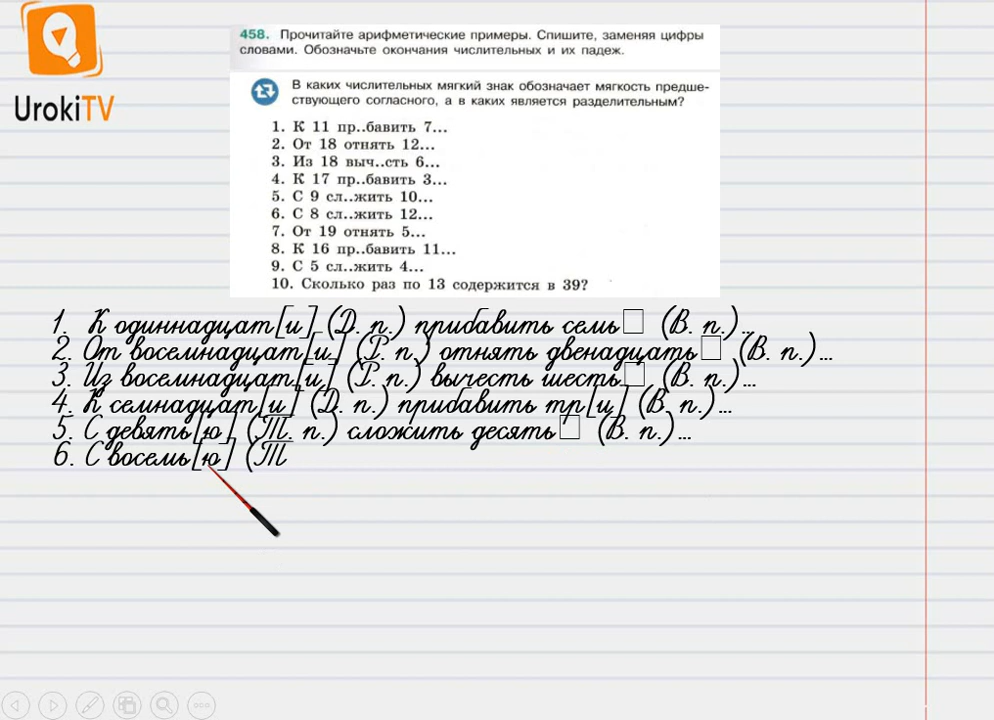 UrokiTV
458. Прочитайте арифметические примеры. Спишите, заменяя цифры
словами. Обозначьте окончания числительных и их падеж.
В каких числительных мягкий знак обозначает мягкость предше-
ствующего согласного, а в каких является разделительным?
1. К 11 пр..бавить 7...
2. От 18 отнять 12...
3. Из 18 выч..сть 6...
4. К 17 пр..бавить 3...
5. С 9 сл..жить 10...
6. С 8 сл..жить 12...
7. От 19 отнять 5...
8. К 16 пр..бавить 11...
9. С 5 сл..жить 4...
10. Сколько раз по 13 содержится в 39?
1. К одиннадцат[и] (Д. п.) прибавить семь□ (В. п.)...
2. От восемнадцат[и] (Р. п.) отнять двенадцать□ (В. п.)...
3. Из восемнадцат[и] (Р. п.) вычесть шесть□ (В. п.)...
4. К семнадцат[и] (Д. п.) прибавить тр[и] (В. п.)...
5. С девять[ю] (Т. п.) сложить десять□ (В. п.)...
6. С восемь[ю] (Т